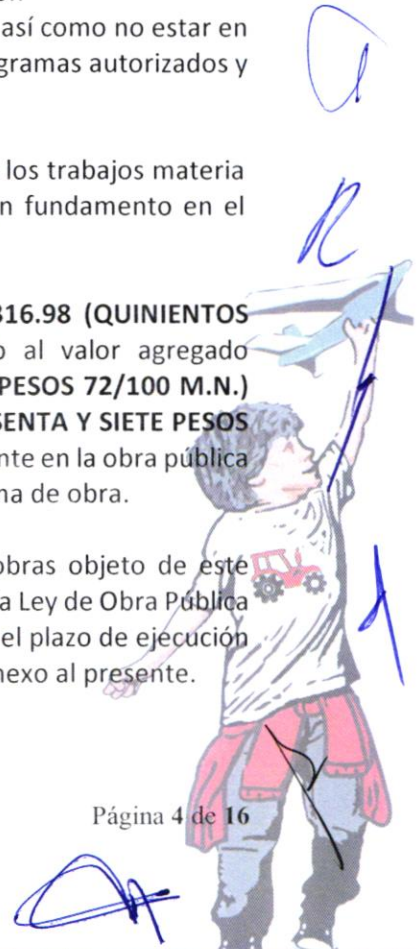 así como no estar en
gramas autorizados y
los trabajos materia
n fundamento en el
316.98 (QUINIENTOS
o al valor agregado
PESOS 72/100 M.N.)
SENTA Y SIETE PESOS
nte en la obra pública
na de obra.
obras objeto de este
a Ley de Obra Pública
el plazo de ejecución
nexo al presente.
Página 4 de 16